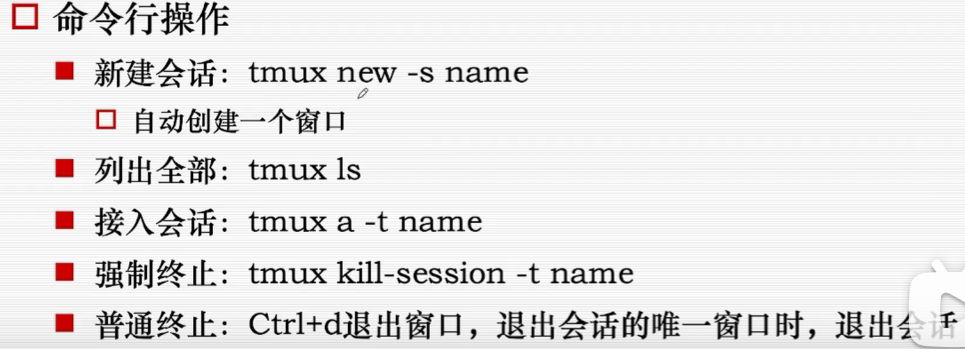 命令行操作
新建会话：tmux new -s name
自动创建一个窗口
列出全部：tmux ls
接入会话：tmux a -t name
强制终止：tmux kill-session -t name
普通终止：Ctrl+d退出窗口，退出会话的唯一窗口时，退出会话